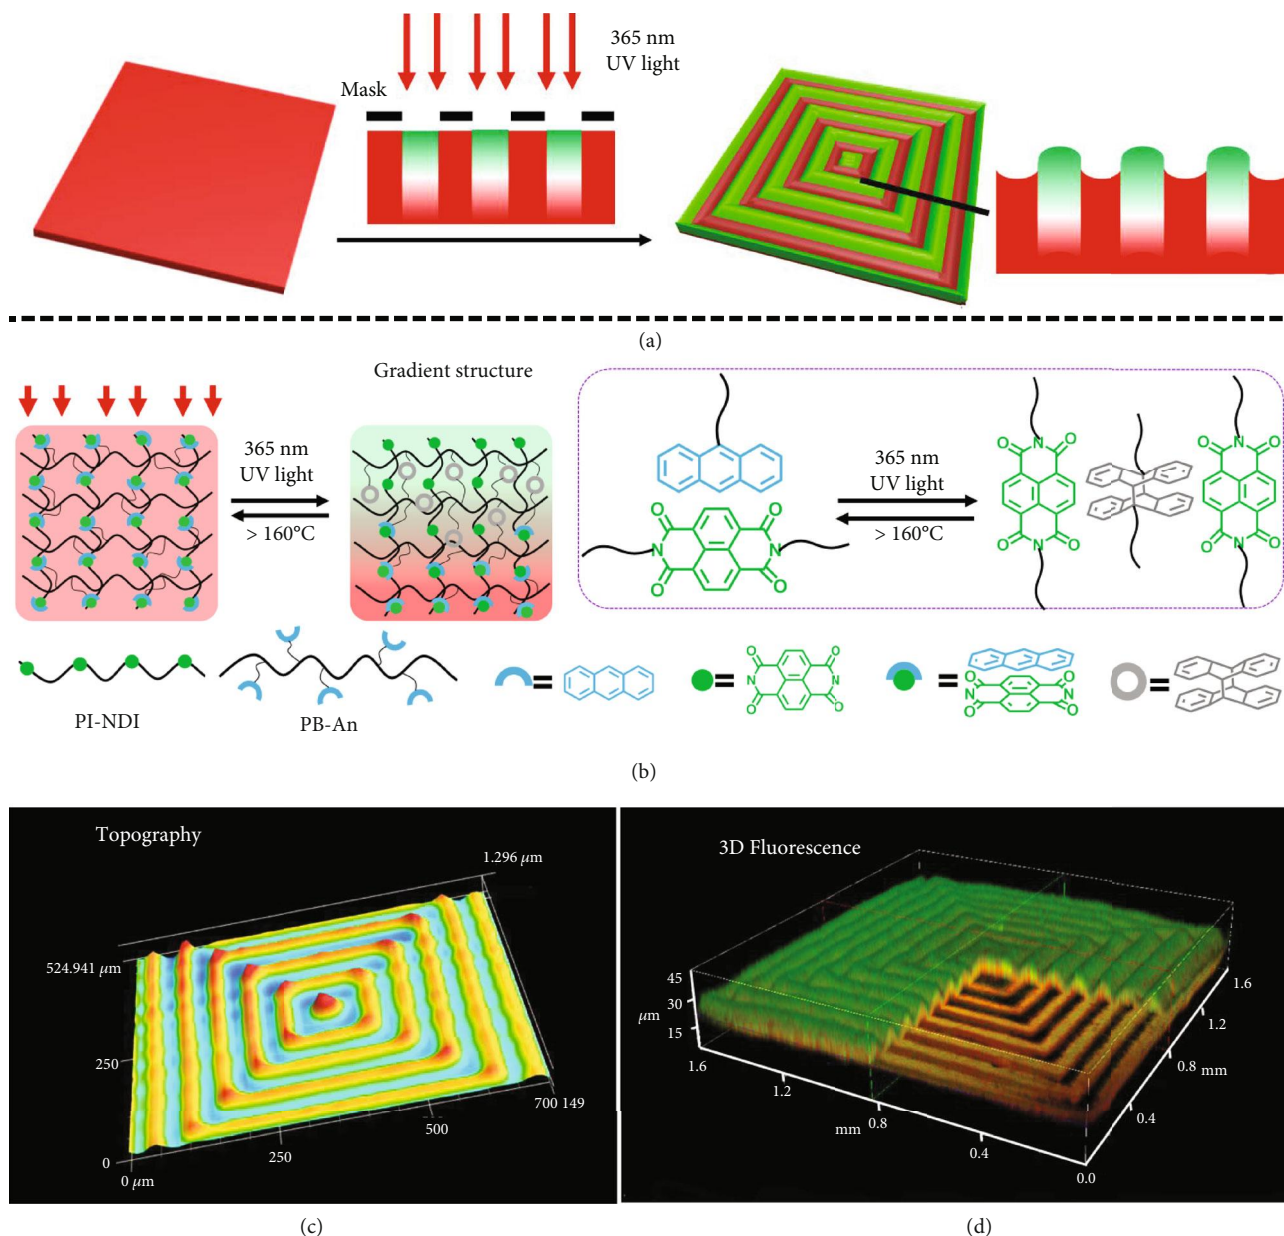 365 nm
UV light
Mask
(a)
Gradient structure
365 nm
UV light
> 160°C
365 nm
UV light
> 160°C
O
O
N
O
O
N
N
O
O
O
O
N
O
O
O
O
N
O
O
N
PI-NDI
PB-An
=
=
O
O
N
N
O
O
=
O
O
N
N
O
O
=
(b)
Topography
1.296 μm
524.941 μm
250
0
0 μm
250
500
700 149
(c)
3D Fluorescence
45
30
μm
15
1.6
1.2
mm
0.8
0.4
0.0
0.4
0.8
mm
1.2
1.6
(d)